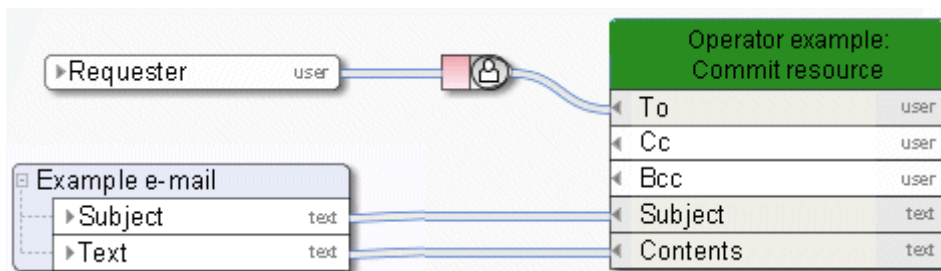 Requester user
Operator example:
Commit resource
To user
Cc user
Bcc user
Subject text
Contents text
Example e-mail
Subject text
Text text